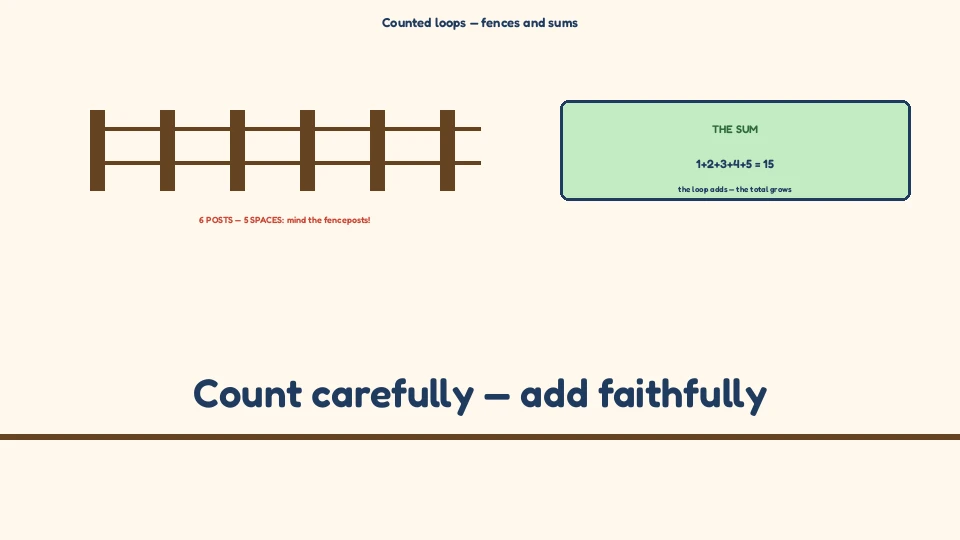 Counted loops — fences and sums
THE SUM
1+2+3+4+5 = 15
the loop adds — the total grows
6 POSTS — 5 SPACES: mind the fenceposts!
Count carefully — add faithfully